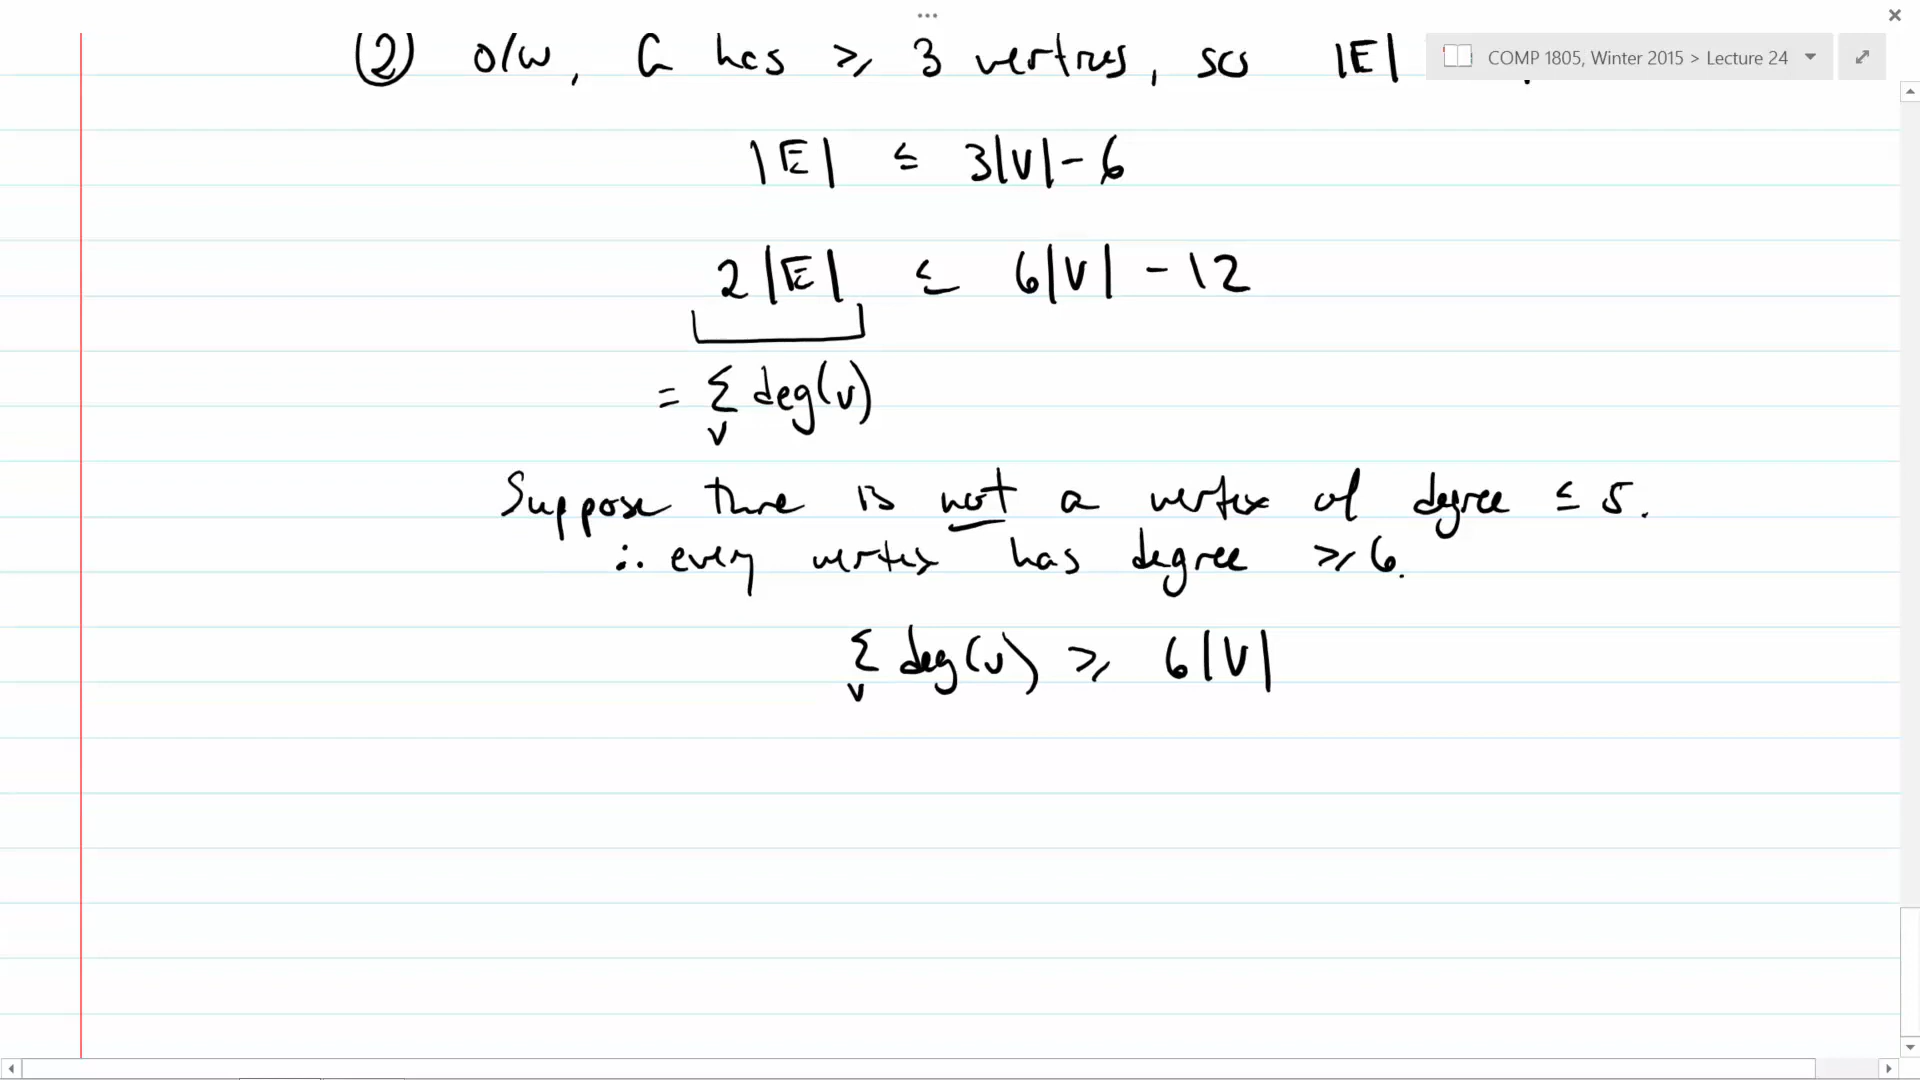 ...
② o/w, G has ≥ 3 vertices, so |E|
COMP 1805, Winter 2015 > Lecture 24
|E| ≤ 3|V| - 6
2|E| ≤ 6|V| - 12
= Σ deg(v)
v
Suppose there is not a vertex of degree ≤ 5.
∴ every vertex has degree ≥ 6.
Σ deg(v) ≥ 6|V|
v